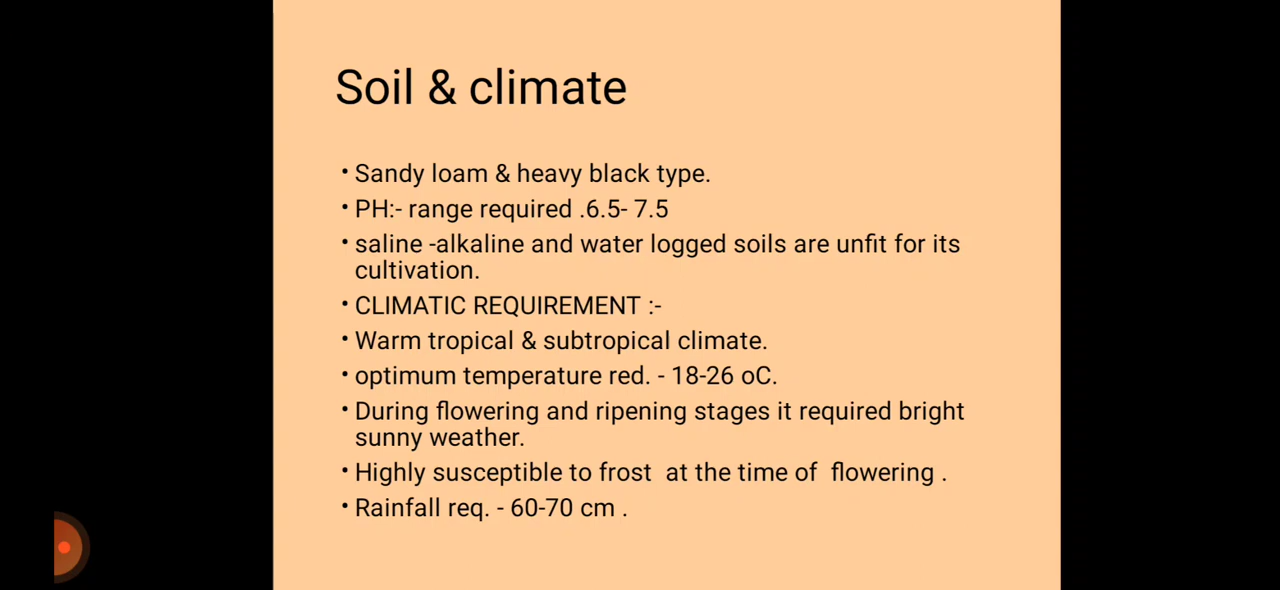 Soil & climate
• Sandy loam & heavy black type.
• PH:- range required .6.5- 7.5
• saline -alkaline and water logged soils are unfit for its
cultivation.
• CLIMATIC REQUIREMENT :-
• Warm tropical & subtropical climate.
• optimum temperature red. - 18-26 oC.
• During flowering and ripening stages it required bright
sunny weather.
• Highly susceptible to frost  at the time of  flowering .
• Rainfall req. - 60-70 cm .